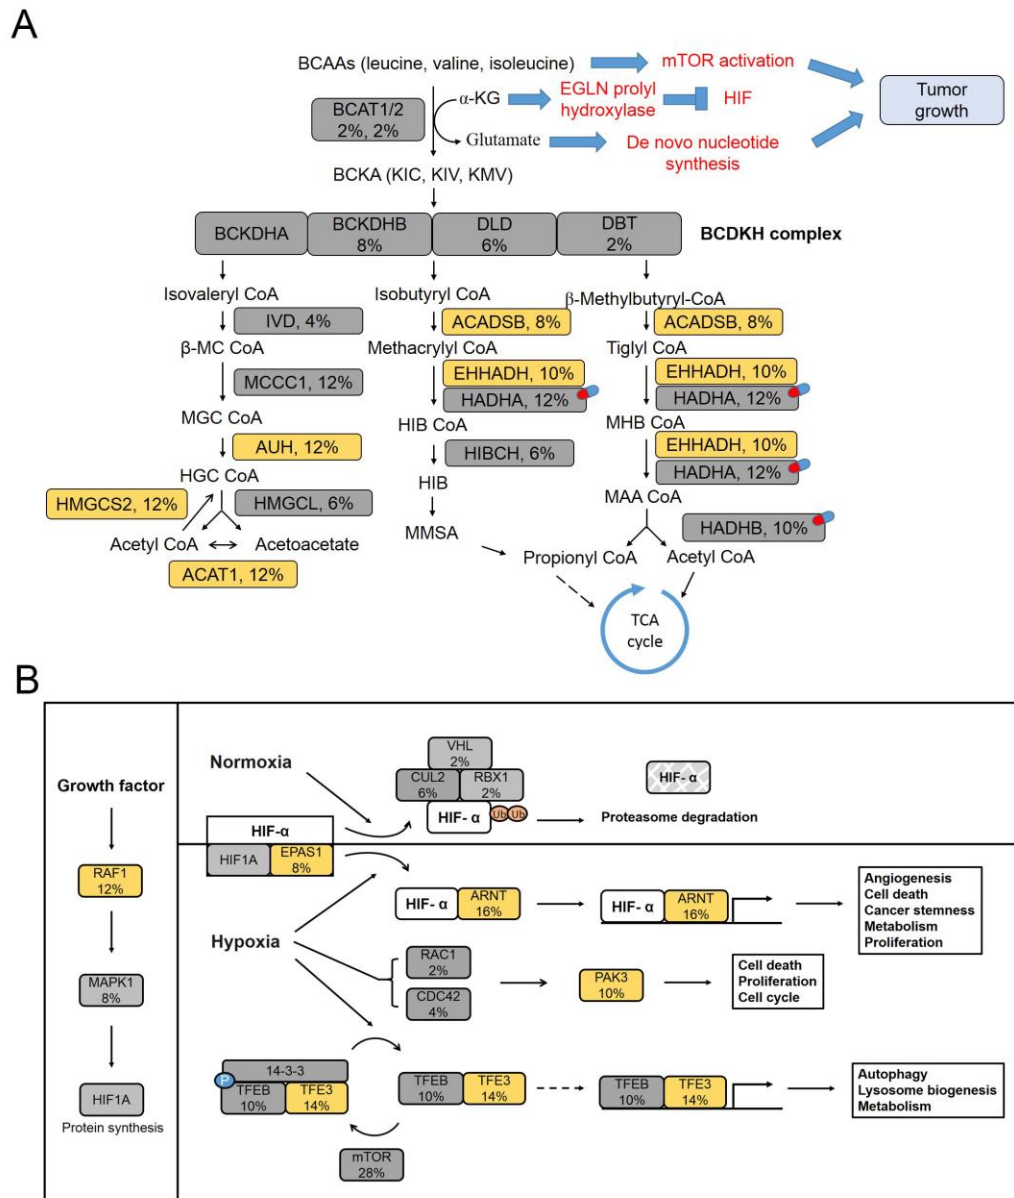 A
BCAAs (leucine, valine, isoleucine)
mTOR activation
Tumor
growth
BCAT1/2
2%, 2%
α-KG
EGLN prolyl
hydroxylase
HIF
Glutamate
De novo nucleotide
synthesis
BCKA (KIC, KIV, KMV)
BCKDHA
BCKDHB
8%
DLD
6%
DBT
2%
BCDKH complex
Isovaleryl CoA
IVD, 4%
β-MC CoA
MCCC1, 12%
MGC CoA
AUH, 12%
HGC CoA
HMGCS2, 12%
HMGCL, 6%
Acetyl CoA
Acetoacetate
ACAT1, 12%
Isobutyryl CoA
ACADSB, 8%
Methacrylyl CoA
EHHADH, 10%
HADHA, 12%
HIB CoA
HIBCH, 6%
HIB
MMSA
β-Methylbutyryl-CoA
ACADSB, 8%
Tiglyl CoA
EHHADH, 10%
HADHA, 12%
MHB CoA
EHHADH, 10%
HADHA, 12%
MAA CoA
HADHB, 10%
Propionyl CoA
Acetyl CoA
TCA
cycle
B
Growth factor
RAF1
12%
MAPK1
8%
HIF1A
Protein synthesis
Normoxia
VHL
2%
CUL2
6%
RBX1
2%
HIF- α
Ub
Ub
HIF- α
Proteasome degradation
HIF-α
HIF1A
EPAS1
8%
Hypoxia
HIF- α
ARNT
16%
HIF- α
ARNT
16%
Angiogenesis
Cell death
Cancer stemness
Metabolism
Proliferation
RAC1
2%
CDC42
4%
PAK3
10%
Cell death
Proliferation
Cell cycle
14-3-3
P
TFEB
10%
TFE3
14%
TFEB
10%
TFE3
14%
TFEB
10%
TFE3
14%
Autophagy
Lysosome biogenesis
Metabolism
mTOR
28%